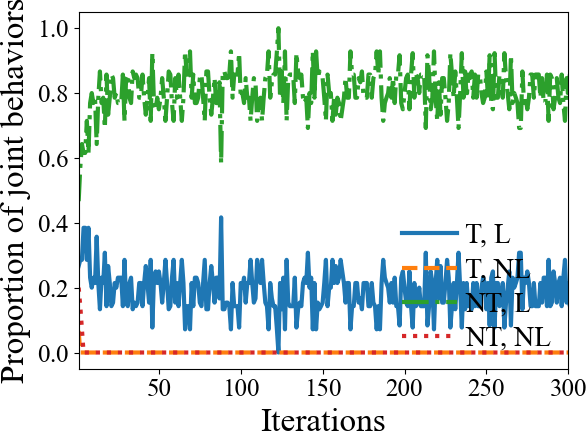 Proportion of joint behaviors
1.0
0.8
0.6
0.4
0.2
0.0
T, L
T, NL
NT, L
NT, NL
50
100
150
200
250
300
Iterations